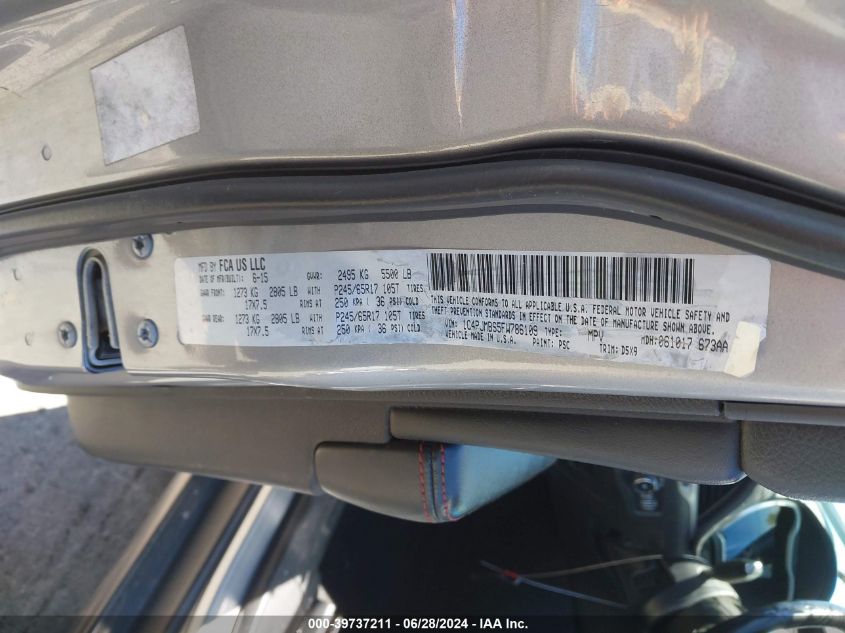 MFD BY FCA US LLC
DATE OF MFR(BUILT): 6-15 GVWR: 2495 KG 5500 LB
GAWR FRONT: 1273 KG 2805 LB WITH P245/65R17 105T TIRES,
17X7.5 RIMS AT 250 KPA ( 36 PSI) COLD
GAWR REAR: 1273 KG 2805 LB WITH P245/65R17 105T TIRES,
17X7.5 RIMS AT 250 KPA ( 36 PSI) COLD
THIS VEHICLE CONFORMS TO ALL APPLICABLE U.S.A. FEDERAL MOTOR VEHICLE SAFETY AND
THEFT PREVENTION STANDARDS IN EFFECT ON THE DATE OF MANUFACTURE SHOWN ABOVE.
VIN: 1C4PJMBS5FW786109 TYPE: MPV MDH: 061017 673AA
VEHICLE MADE IN U.S.A. PAINT: PSC TRIM: D5X9
000-39737211 - 06/28/2024 - IAA Inc.